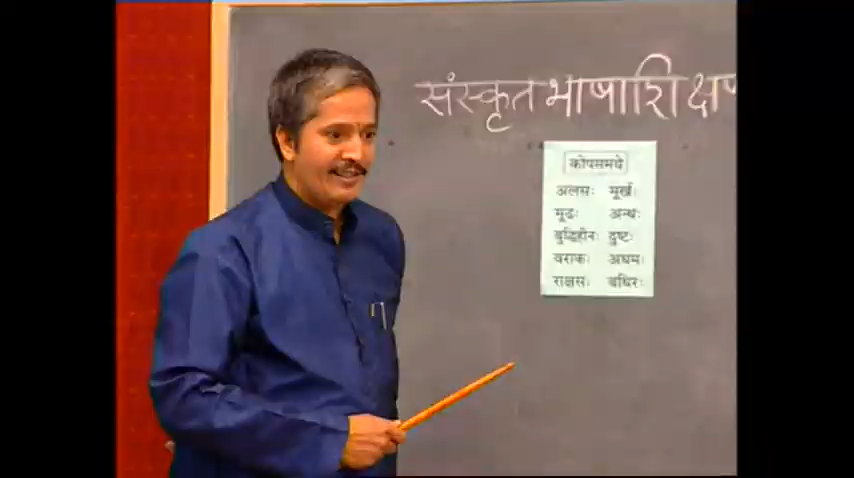 संस्कृतभाषाशिक्ष
कोपसमये
अलसः मूर्खः
मूढः अन्धः
बुद्धिहीनः दुष्टः
वराकः अधमः
राक्षसः बधिरः